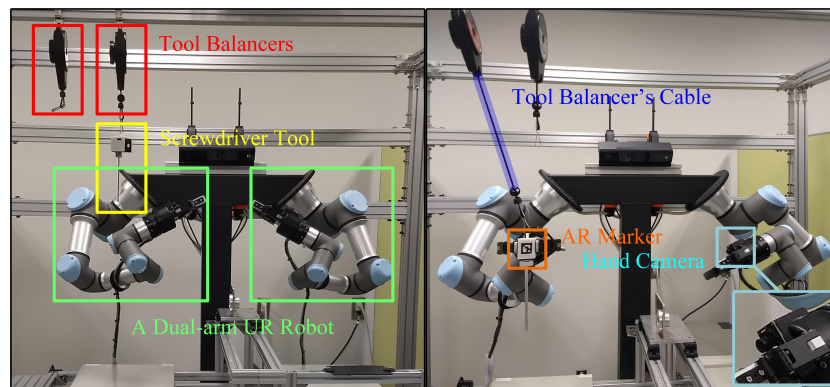 Tool Balancers
Screwdriver Tool
A Dual-arm UR Robot
Tool Balancer's Cable
AR Marker
Hand Camera